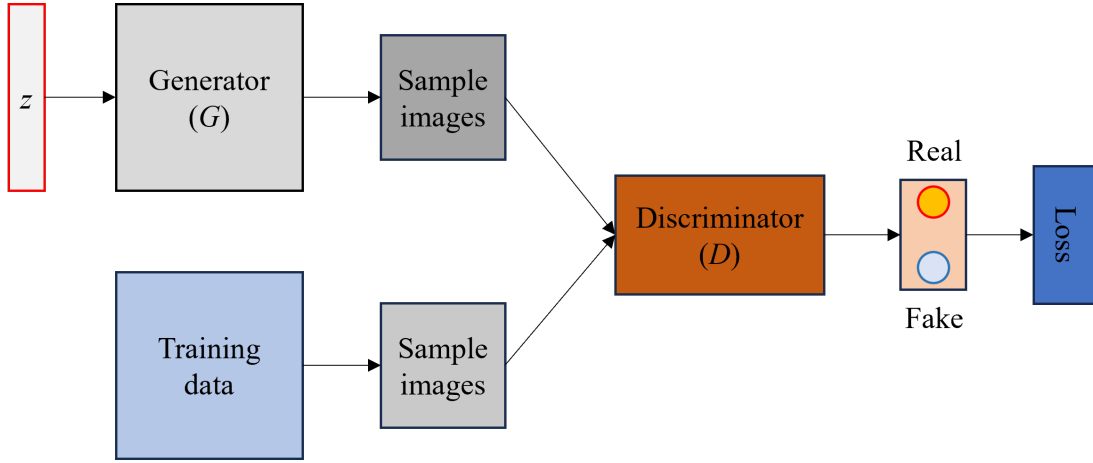 z
Generator
(G)
Sample
images
Training
data
Sample
images
Discriminator
(D)
Real
Fake
Loss